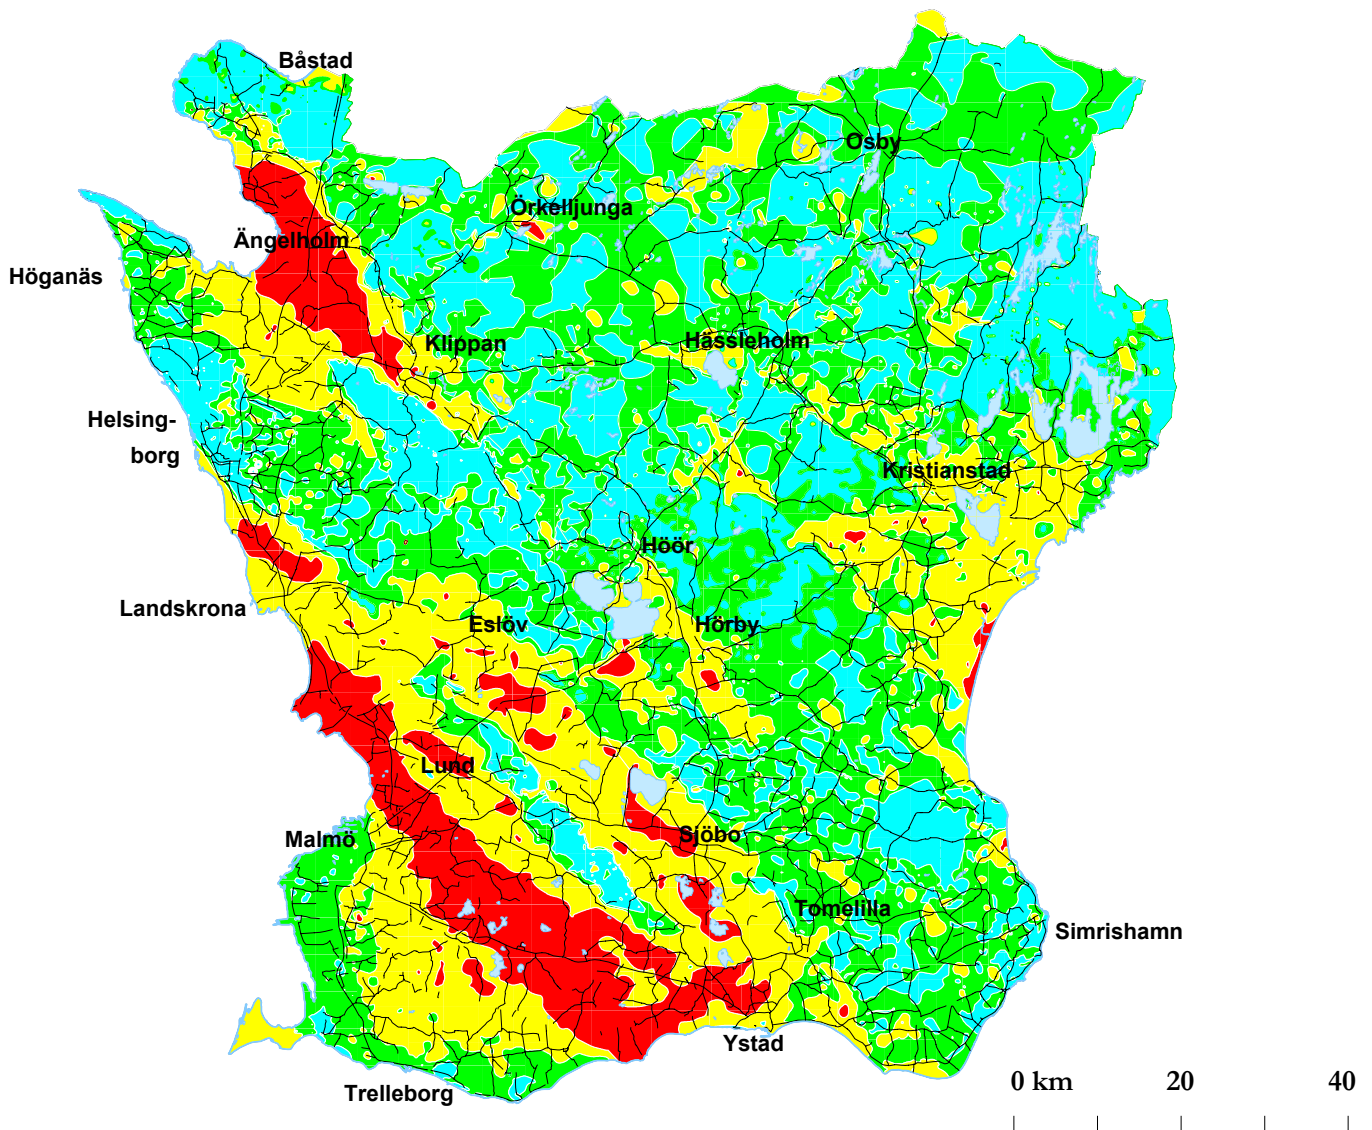 Båstad
Osby
Örkelljunga
Ängelholm
Höganäs
Klippan
Hässleholm
Helsing-
borg
Kristianstad
Höör
Landskrona
Eslöv
Hörby
Lund
Malmö
Sjöbo
Tomelilla
Simrishamn
Ystad
Trelleborg
0 km 20 40